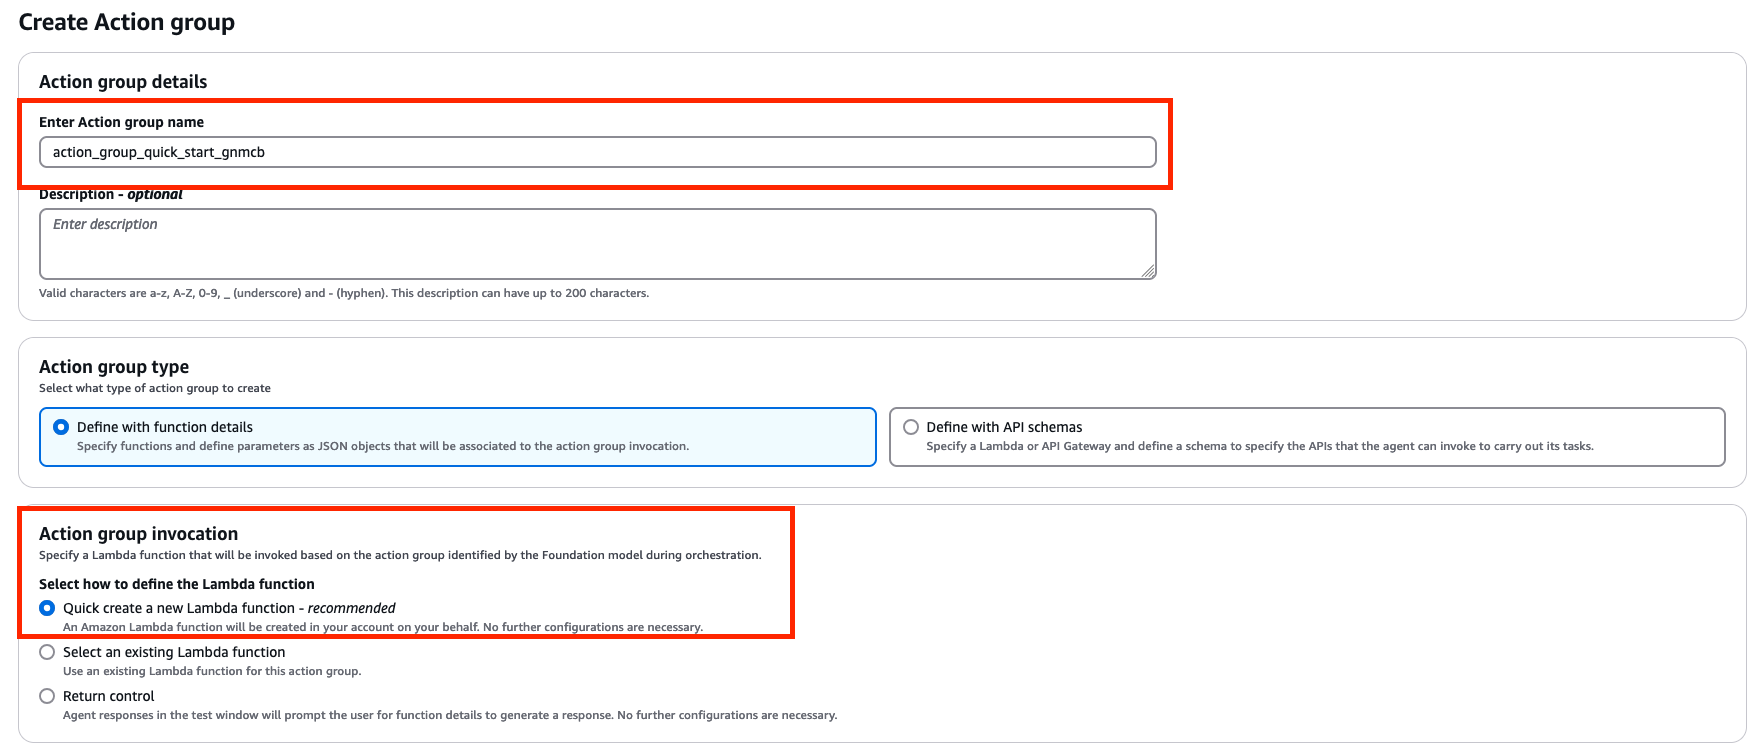 Create Action group
Action group details
Enter Action group name
action_group_quick_start_gnmcb
Description - optional
Enter description
Valid characters are a-z, A-Z, 0-9, _ (underscore) and - (hyphen). This description can have up to 200 characters.
Action group type
Select what type of action group to create
Define with function details
Specify functions and define parameters as JSON objects that will be associated to the action group invocation.
Define with API schemas
Specify a Lambda or API Gateway and define a schema to specify the APIs that the agent can invoke to carry out its tasks.
Action group invocation
Specify a Lambda function that will be invoked based on the action group identified by the Foundation model during orchestration.
Select how to define the Lambda function
Quick create a new Lambda function - recommended
An Amazon Lambda function will be created in your account on your behalf. No further configurations are necessary.
Select an existing Lambda function
Use an existing Lambda function for this action group.
Return control
Agent responses in the test window will prompt the user for function details to generate a response. No further configurations are necessary.